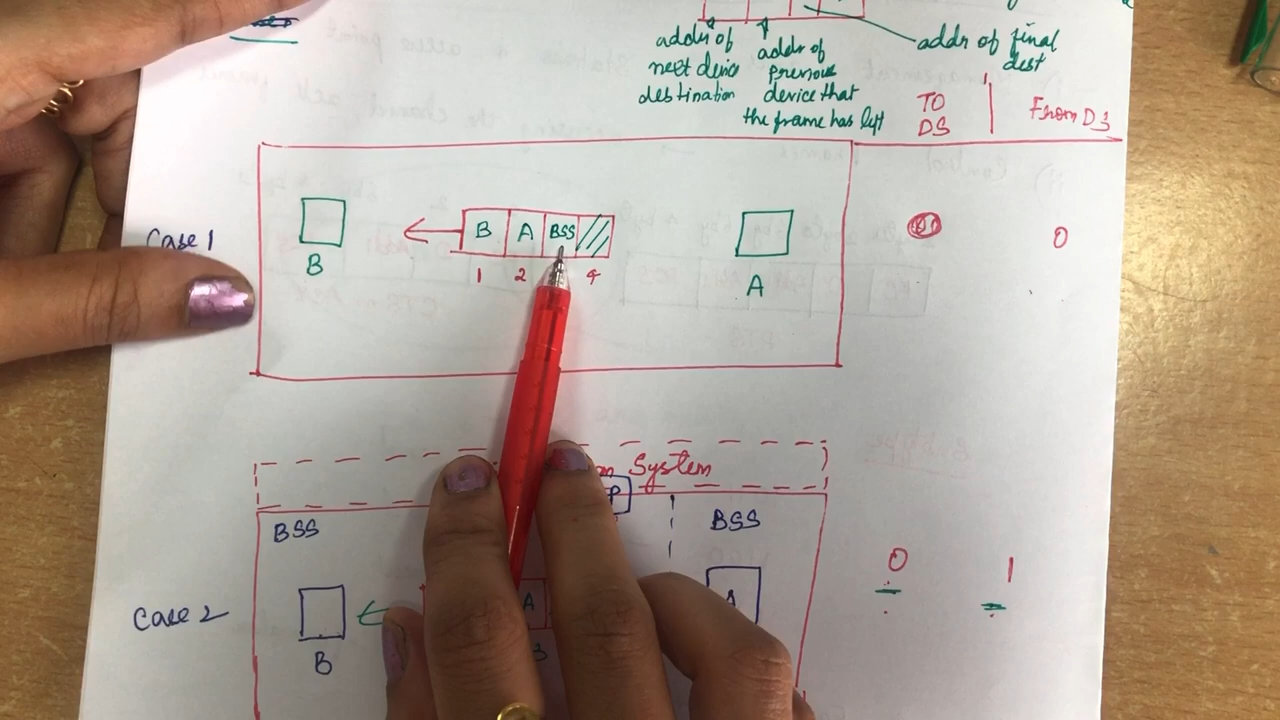 addr of
next device
destination
addr of
previous
device that
the frame has left
addr of final
dest
TO
DS
From DS
Case 1
B
B A BSS
1 2 4
A
0
System
BSS
BSS
0
1
Case 2
A
B